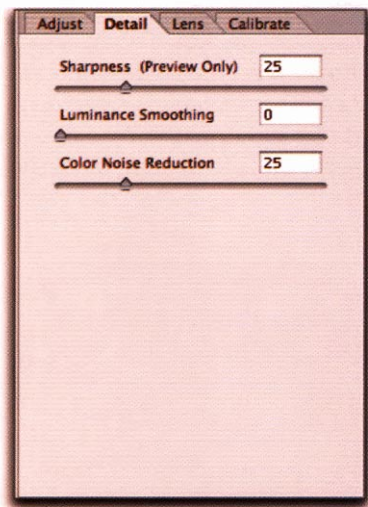 Adjust Detail Lens Calibrate
Sharpness (Preview Only) 25
Luminance Smoothing 0
Color Noise Reduction 25